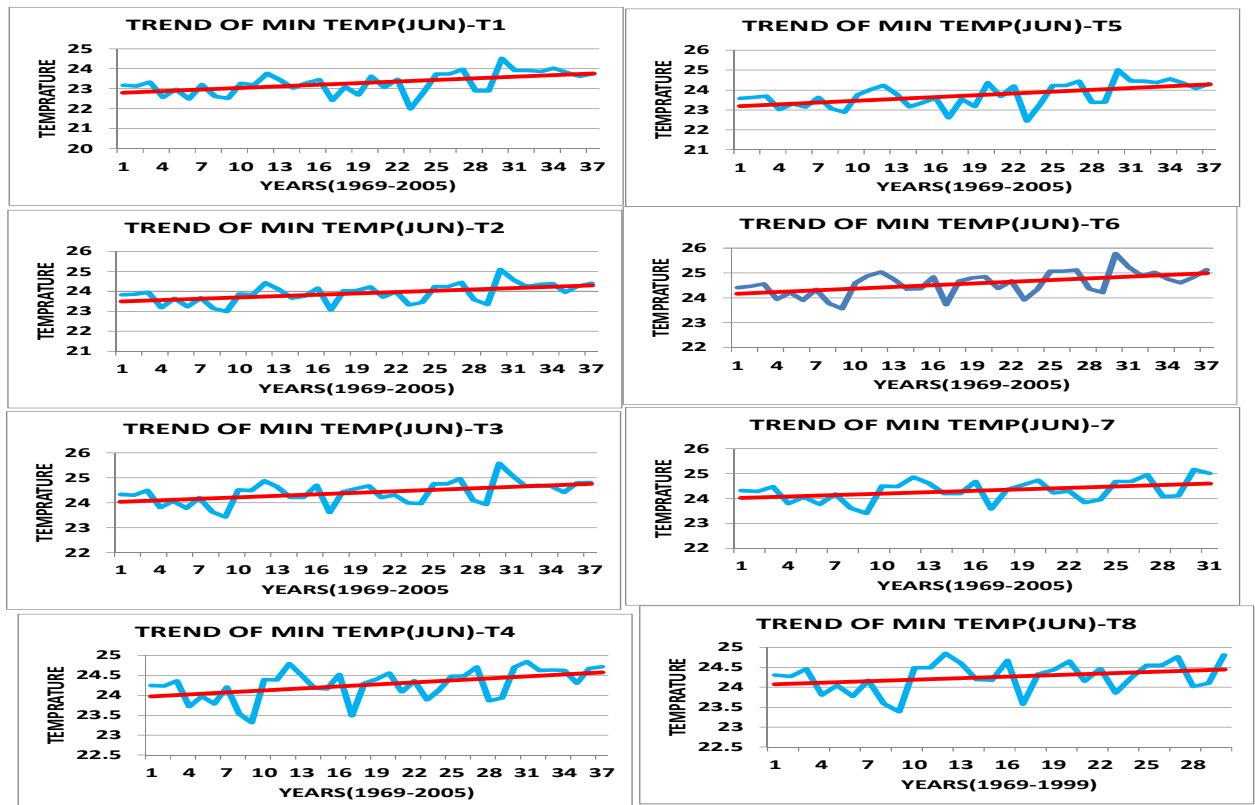 TREND OF MIN TEMP(JUN)-T1
TEMPRATURE
25
24
23
22
21
20
1 4 7 10 13 16 19 22 25 28 31 34 37
YEARS(1969-2005)
TREND OF MIN TEMP(JUN)-T5
TEMPRATURE
26
25
24
23
22
21
1 4 7 10 13 16 19 22 25 28 31 34 37
YEARS(1969-2005)
TREND OF MIN TEMP(JUN)-T2
TEMPRATURE
26
25
24
23
22
21
1 4 7 10 13 16 19 22 25 28 31 34 37
YEARS(1969-2005)
TREND OF MIN TEMP(JUN)-T6
TEMPRATURE
26
25
24
23
22
1 4 7 10 13 16 19 22 25 28 31 34 37
YEARS(1969-2005)
TREND OF MIN TEMP(JUN)-T3
TEMPRATURE
26
25
24
23
22
1 4 7 10 13 16 19 22 25 28 31 34 37
YEARS(1969-2005
TREND OF MIN TEMP(JUN)-7
TEMPRATURE
26
25
24
23
22
1 4 7 10 13 16 19 22 25 28 31
YEARS(1969-2005)
TREND OF MIN TEMP(JUN)-T4
TEMPRATURE
25
24.5
24
23.5
23
22.5
1 4 7 10 13 16 19 22 25 28 31 34 37
YEARS(1969-2005)
TREND OF MIN TEMP(JUN)-T8
TEMPRATURE
25
24.5
24
23.5
23
22.5
1 4 7 10 13 16 19 22 25 28
YEARS(1969-1999)